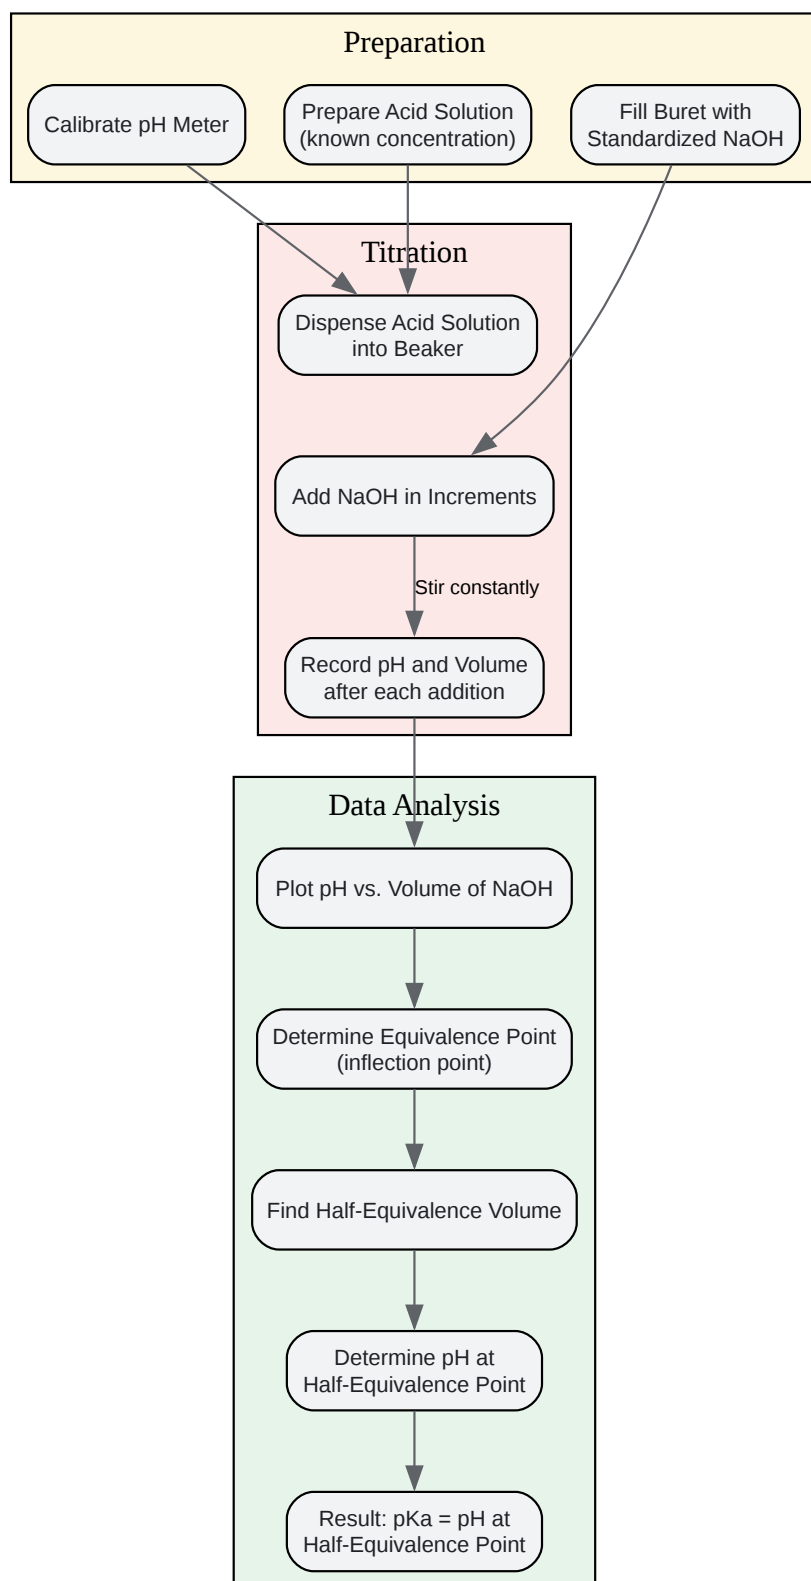 Preparation
Calibrate pH Meter
Prepare Acid Solution
(known concentration)
Fill Buret with
Standardized NaOH
Titration
Dispense Acid Solution
into Beaker
Add NaOH in Increments
Stir constantly
Record pH and Volume
after each addition
Data Analysis
Plot pH vs. Volume of NaOH
Determine Equivalence Point
(inflection point)
Find Half-Equivalence Volume
Determine pH at
Half-Equivalence Point
Result: pKa = pH at
Half-Equivalence Point